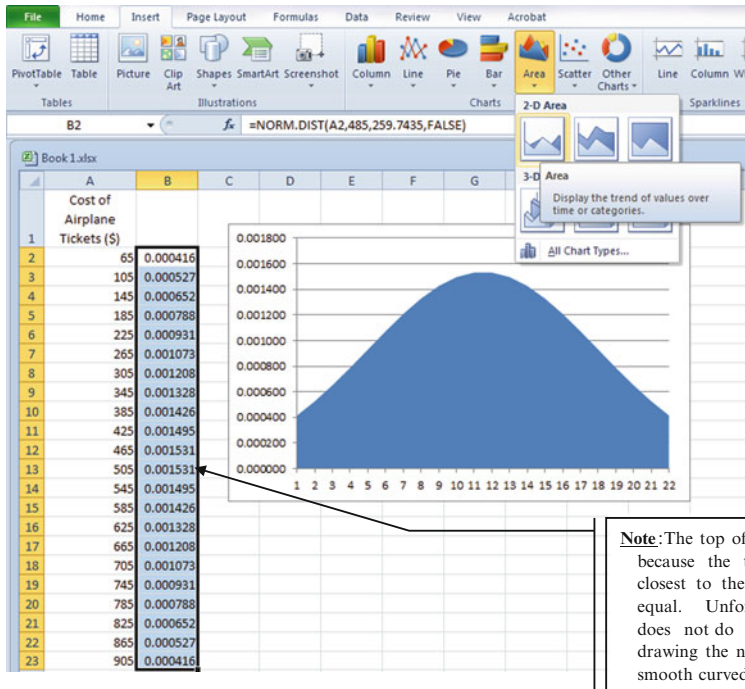 File Home Insert Page Layout Formulas Data Review View Acrobat
PivotTable Table Picture Clip Art Shapes SmartArt Screenshot Column Line Pie Bar Area Scatter Other Charts Line Column
Tables Illustrations Charts Sparklines
2-D Area
B2 fx =NORM.DIST(A2,485,259.7435,FALSE)
Book1.xlsx
3-D
Area
Display the trend of values over
time or categories.
All Chart Types...
A B C D E F G
Cost of
Airplane
1 Tickets ($)
2 65 0.000416
3 105 0.000527
4 145 0.000652
5 185 0.000788
6 225 0.000931
7 265 0.001073
8 305 0.001208
9 345 0.001328
10 385 0.001426
11 425 0.001495
12 465 0.001531
13 505 0.001531
14 545 0.001495
15 585 0.001426
16 625 0.001328
17 665 0.001208
18 705 0.001073
19 745 0.000931
20 785 0.000788
21 825 0.000652
22 865 0.000527
23 905 0.000416
0.001800
0.001600
0.001400
0.001200
0.001000
0.000800
0.000600
0.000400
0.000200
0.000000
1 2 3 4 5 6 7 8 9 10 11 12 13 14 15 16 17 18 19 20 21 22
Note:The top of
because the
closest to the
equal.
does not do
drawing the
smooth curved